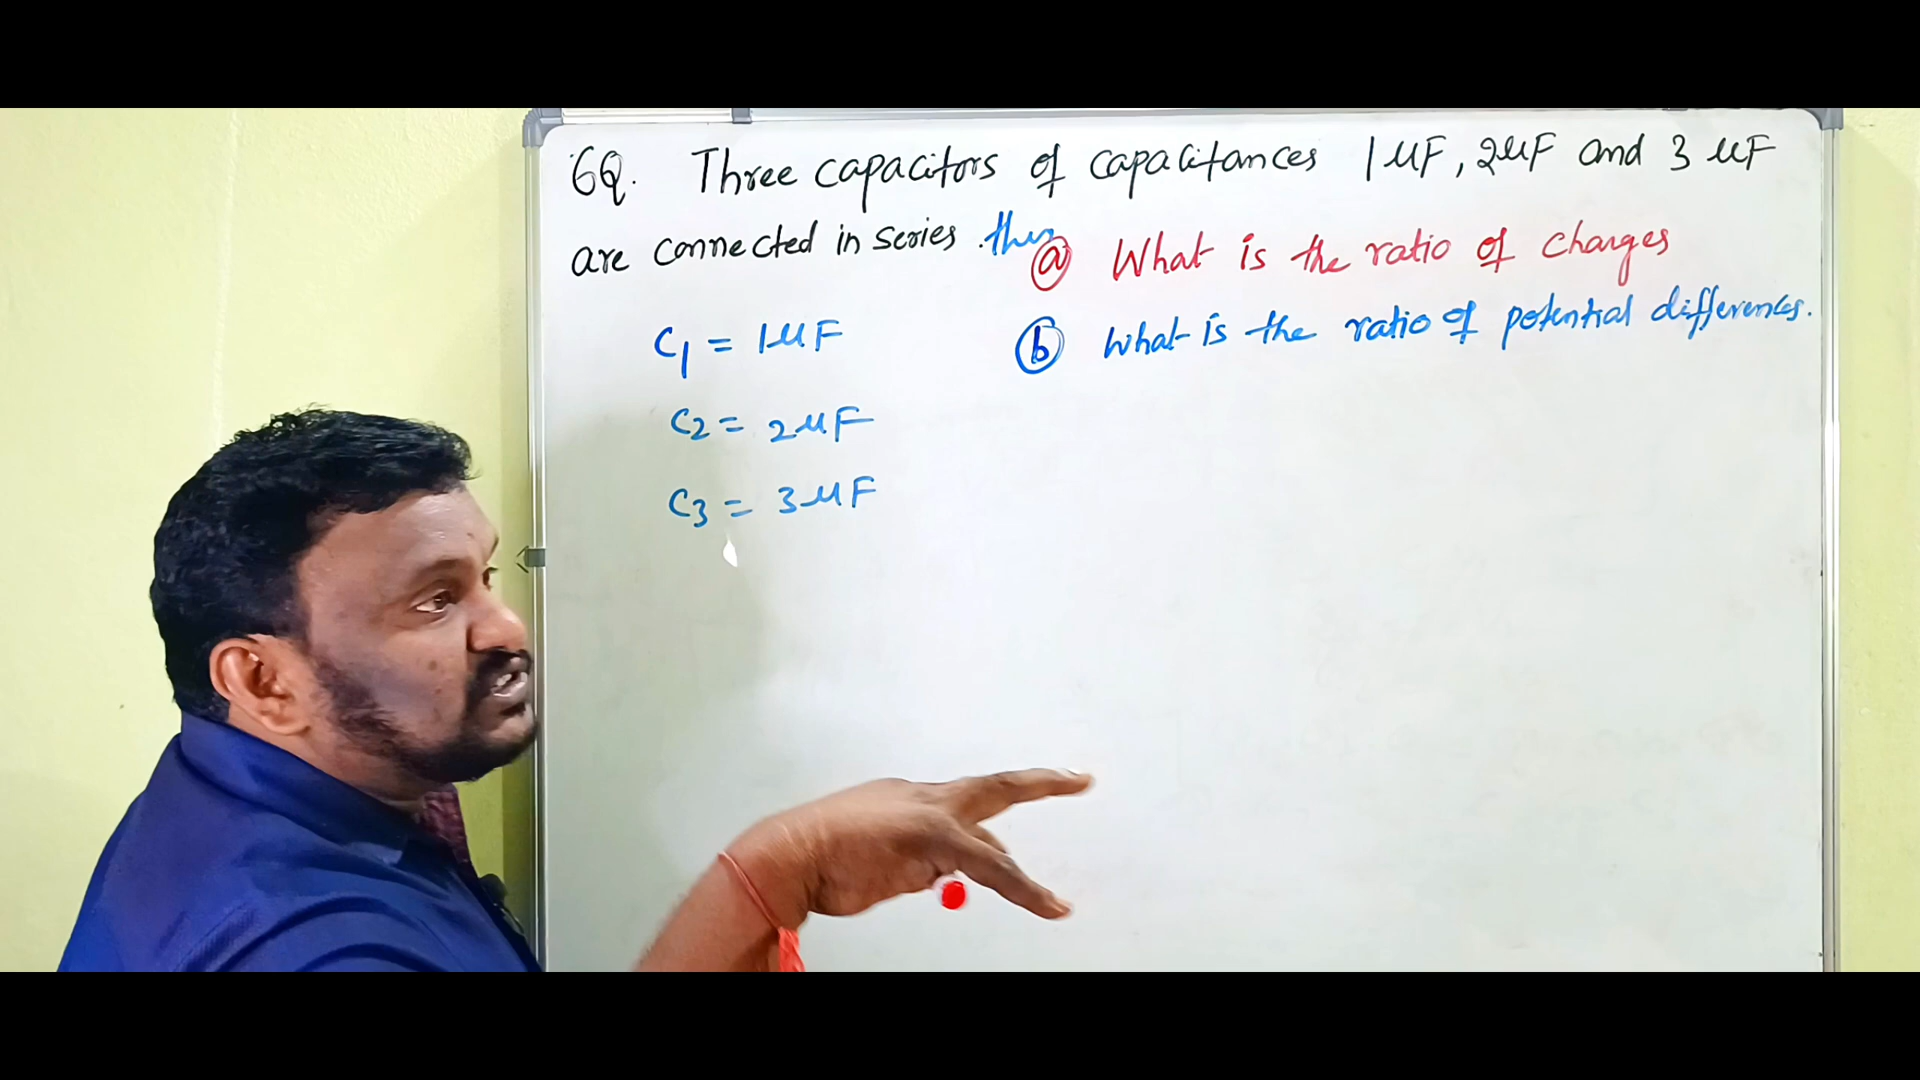 6Q. Three capacitors of capacitances 1μF, 2μF and 3μF
are connected in series. then
ⓐ What is the ratio of charges
ⓑ What is the ratio of potential differences.
C1 = 1μF
C2 = 2μF
C3 = 3μF